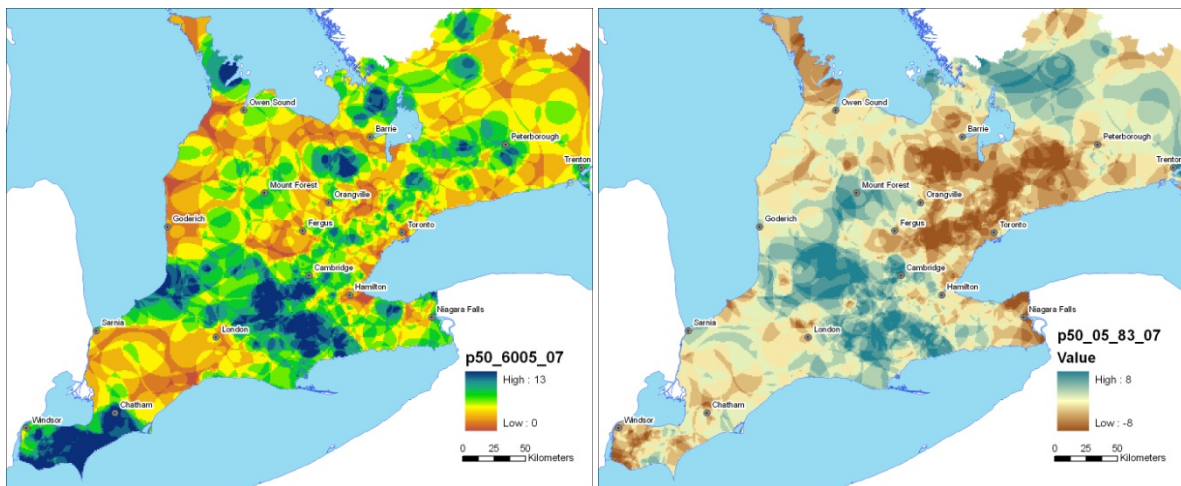 Owen Sound
Barrie
Peterborough
Trenton
Mount Forest
Orangville
Goderich
Fergus
Toronto
Cambridge
Hamilton
Niagara Falls
Sarnia
London
p50_6005_07
High : 13
Low : 0
Chatham
Windsor
0 25 50
Kilometers
Owen Sound
Barrie
Peterborough
Trenton
Mount Forest
Orangville
Goderich
Fergus
Toronto
Cambridge
Hamilton
Niagara Falls
Sarnia
London
p50_05_83_07
Value
High : 8
Low : -8
Chatham
Windsor
0 25 50
Kilometers